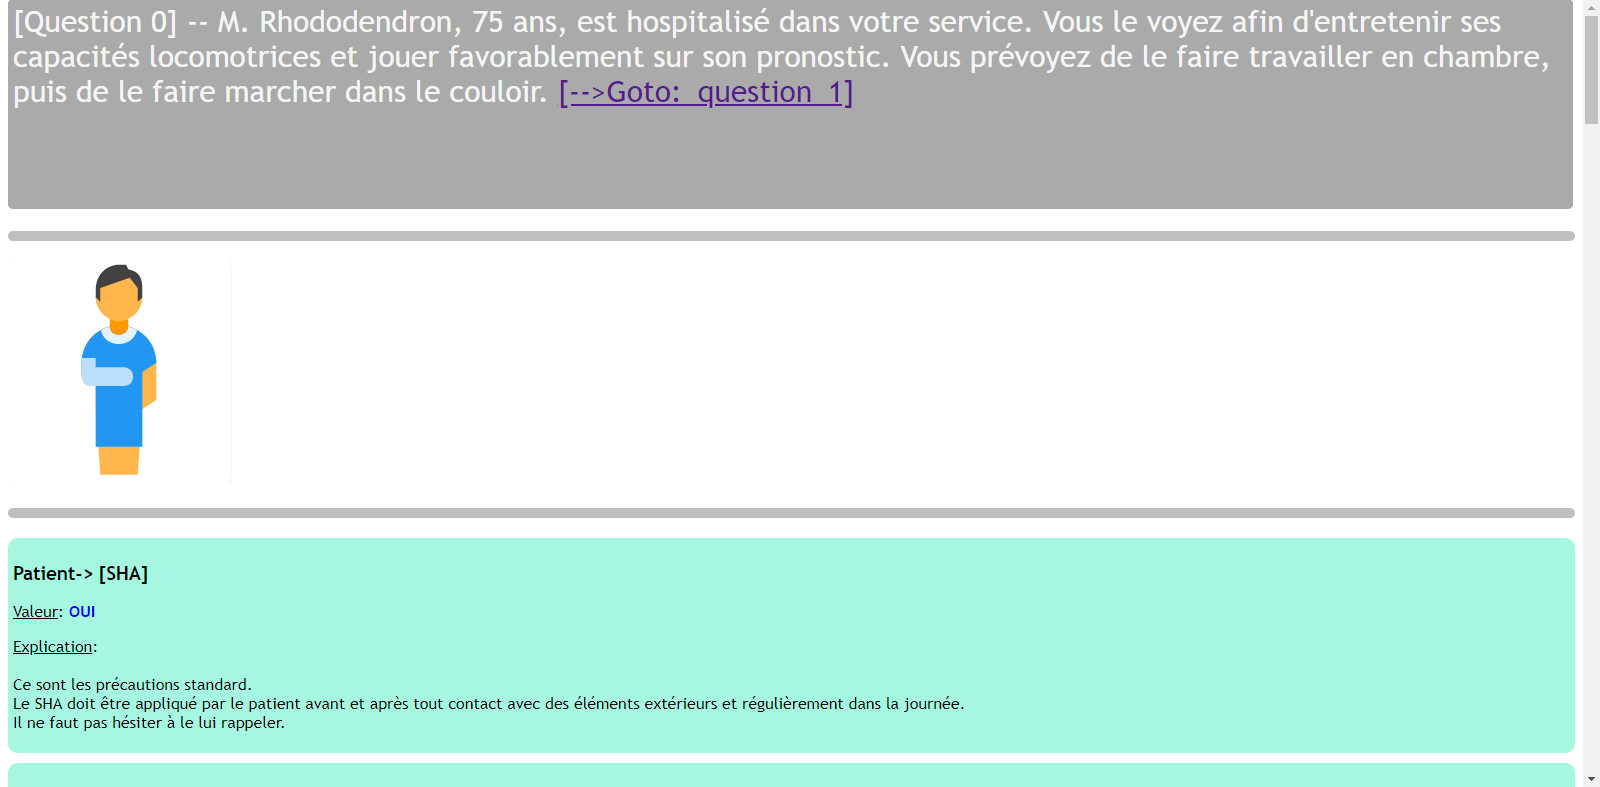 [Question 0] -- M. Rhododendron, 75 ans, est hospitalisé dans votre service. Vous le voyez afin d'entretenir ses
capacités locomotrices et jouer favorablement sur son pronostic. Vous prévoyez de le faire travailler en chambre,
puis de le faire marcher dans le couloir. [-->Goto: question 1]
Patient-> [SHA]
Valeur: OUI
Explication:
Ce sont les précautions standard.
Le SHA doit être appliqué par le patient avant et après tout contact avec des éléments extérieurs et régulièrement dans la journée.
Il ne faut pas hésiter à le lui rappeler.